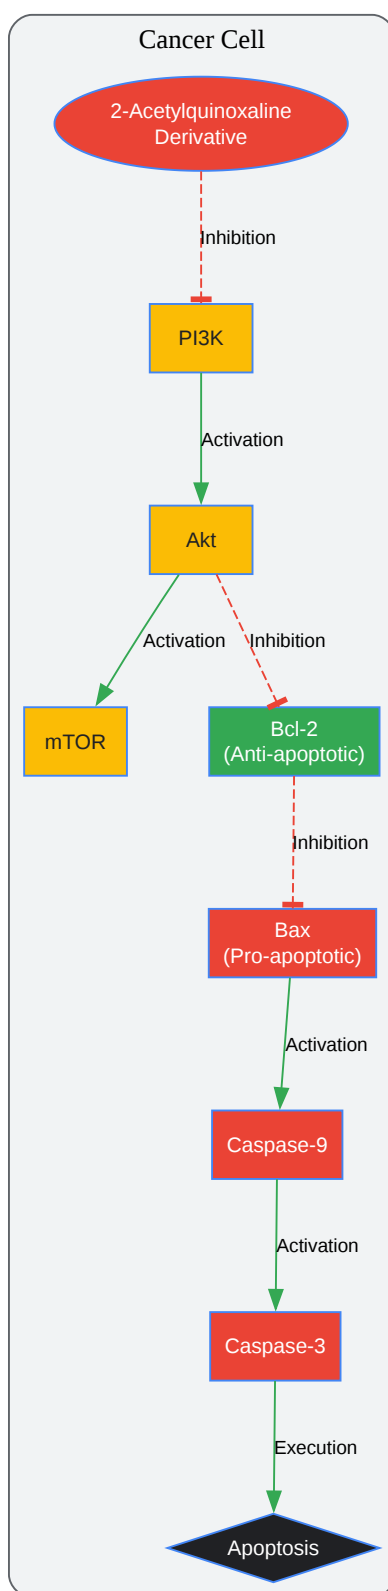 Cancer Cell
2-Acetylquinoxaline
Derivative
Inhibition
PI3K
Activation
Akt
Activation
Inhibition
mTOR
Bcl-2
(Anti-apoptotic)
Inhibition
Bax
(Pro-apoptotic)
Activation
Caspase-9
Activation
Caspase-3
Execution
Apoptosis